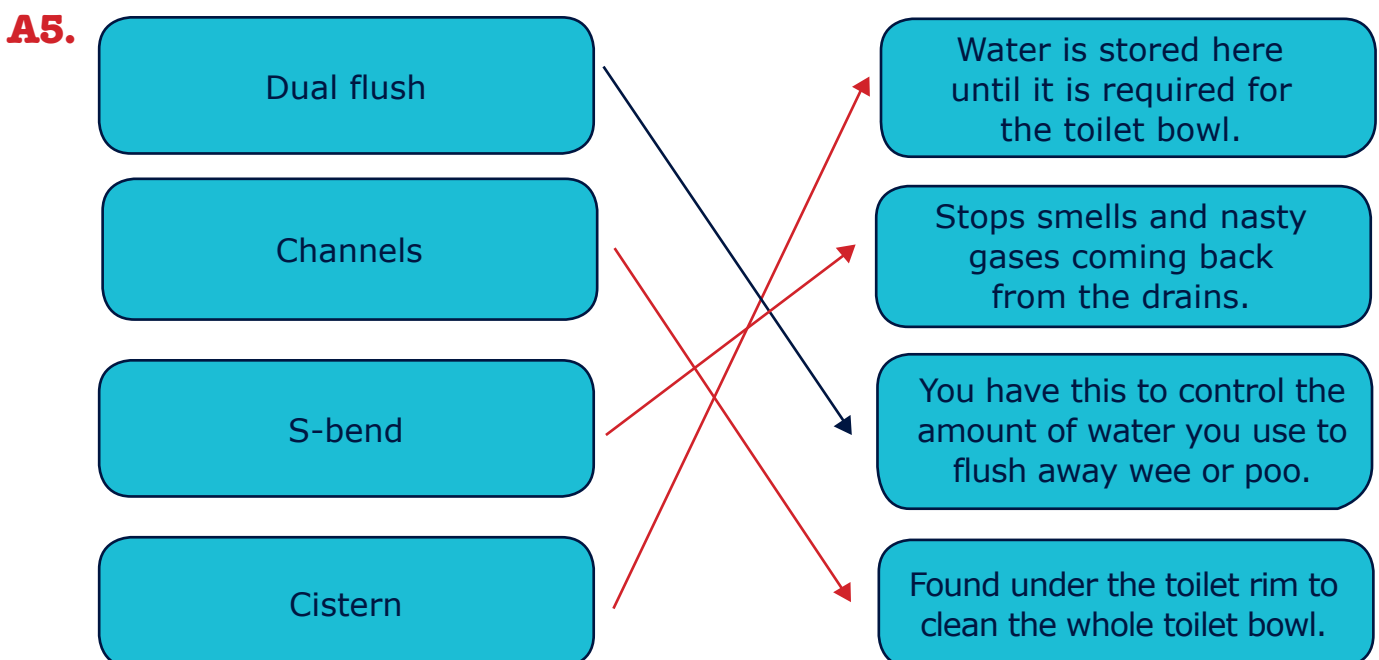 A5.
Dual flush
Channels
S-bend
Cistern
Water is stored here
until it is required for
the toilet bowl.
Stops smells and nasty
gases coming back
from the drains.
You have this to control the
amount of water you use to
flush away wee or poo.
Found under the toilet rim to
clean the whole toilet bowl.